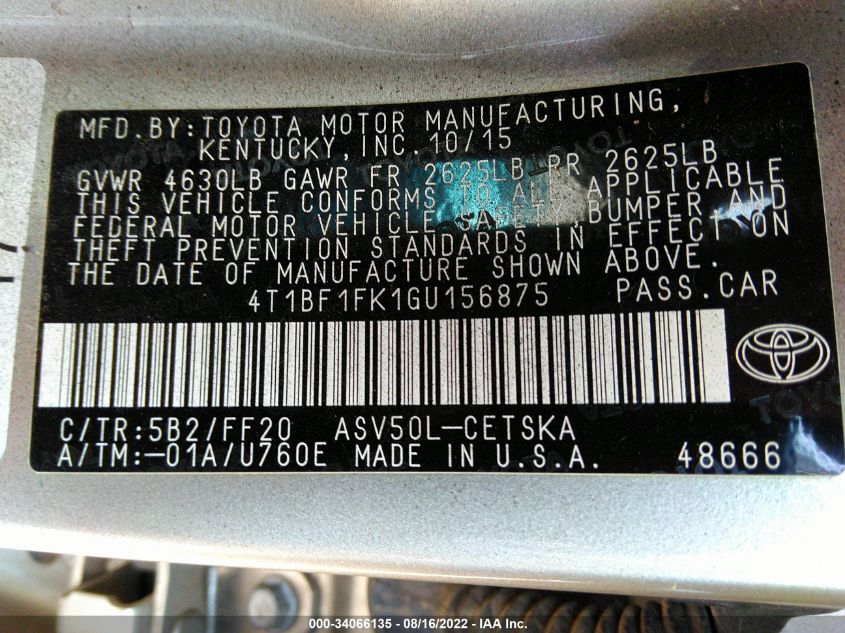 MFD.BY:TOYOTA MOTOR MANUFACTURING,
KENTUCKY, INC. 10/15
GVWR 4630LB GAWR FR 2625LB RR 2625LB
THIS VEHICLE CONFORMS TO ALL APPLICABLE
FEDERAL MOTOR VEHICLE SAFETY, BUMPER AND
THEFT PREVENTION STANDARDS IN EFFECT ON
THE DATE OF MANUFACTURE SHOWN ABOVE.
4T1BF1FK1GU156875 PASS.CAR
C/TR:5B2/FF20 ASV50L-CETSKA
A/TM:-01A/U760E MADE IN U.S.A. 48666
000-34066135 - 08/16/2022 - IAA Inc.